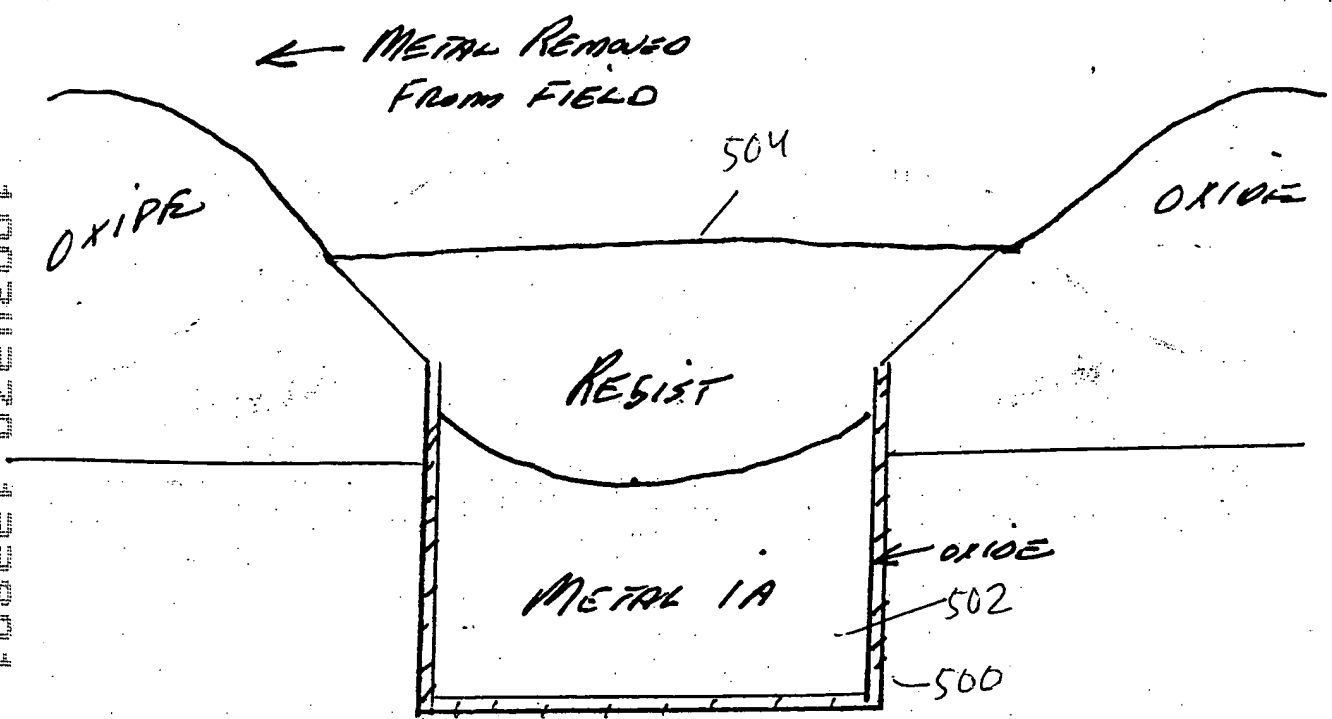 ← METAL REMOVED
FROM FIELD
504
OXIDE
OXIDE
RESIST
OXIDE
METAL 1A
502
500